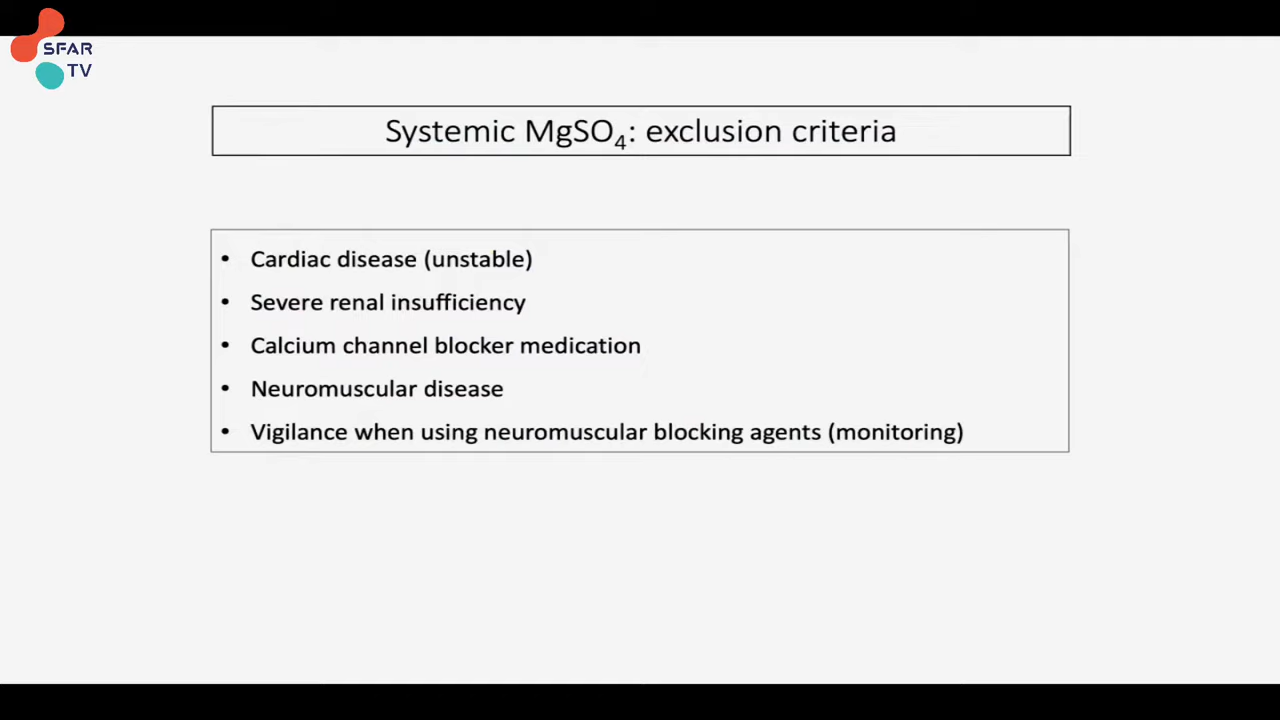 SFAR
TV
Systemic MgSO₄: exclusion criteria
• Cardiac disease (unstable)
• Severe renal insufficiency
• Calcium channel blocker medication
• Neuromuscular disease
• Vigilance when using neuromuscular blocking agents (monitoring)